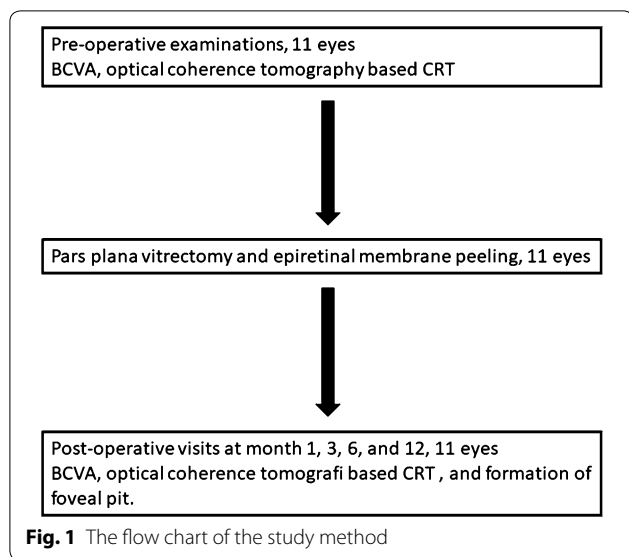 Pre-operative examinations, 11 eyes
BCVA, optical coherence tomography based CRT
Pars plana vitrectomy and epiretinal membrane peeling, 11 eyes
Post-operative visits at month 1, 3, 6, and 12, 11 eyes
BCVA, optical coherence tomografi based CRT , and formation of
foveal pit.
Fig. 1 The flow chart of the study method